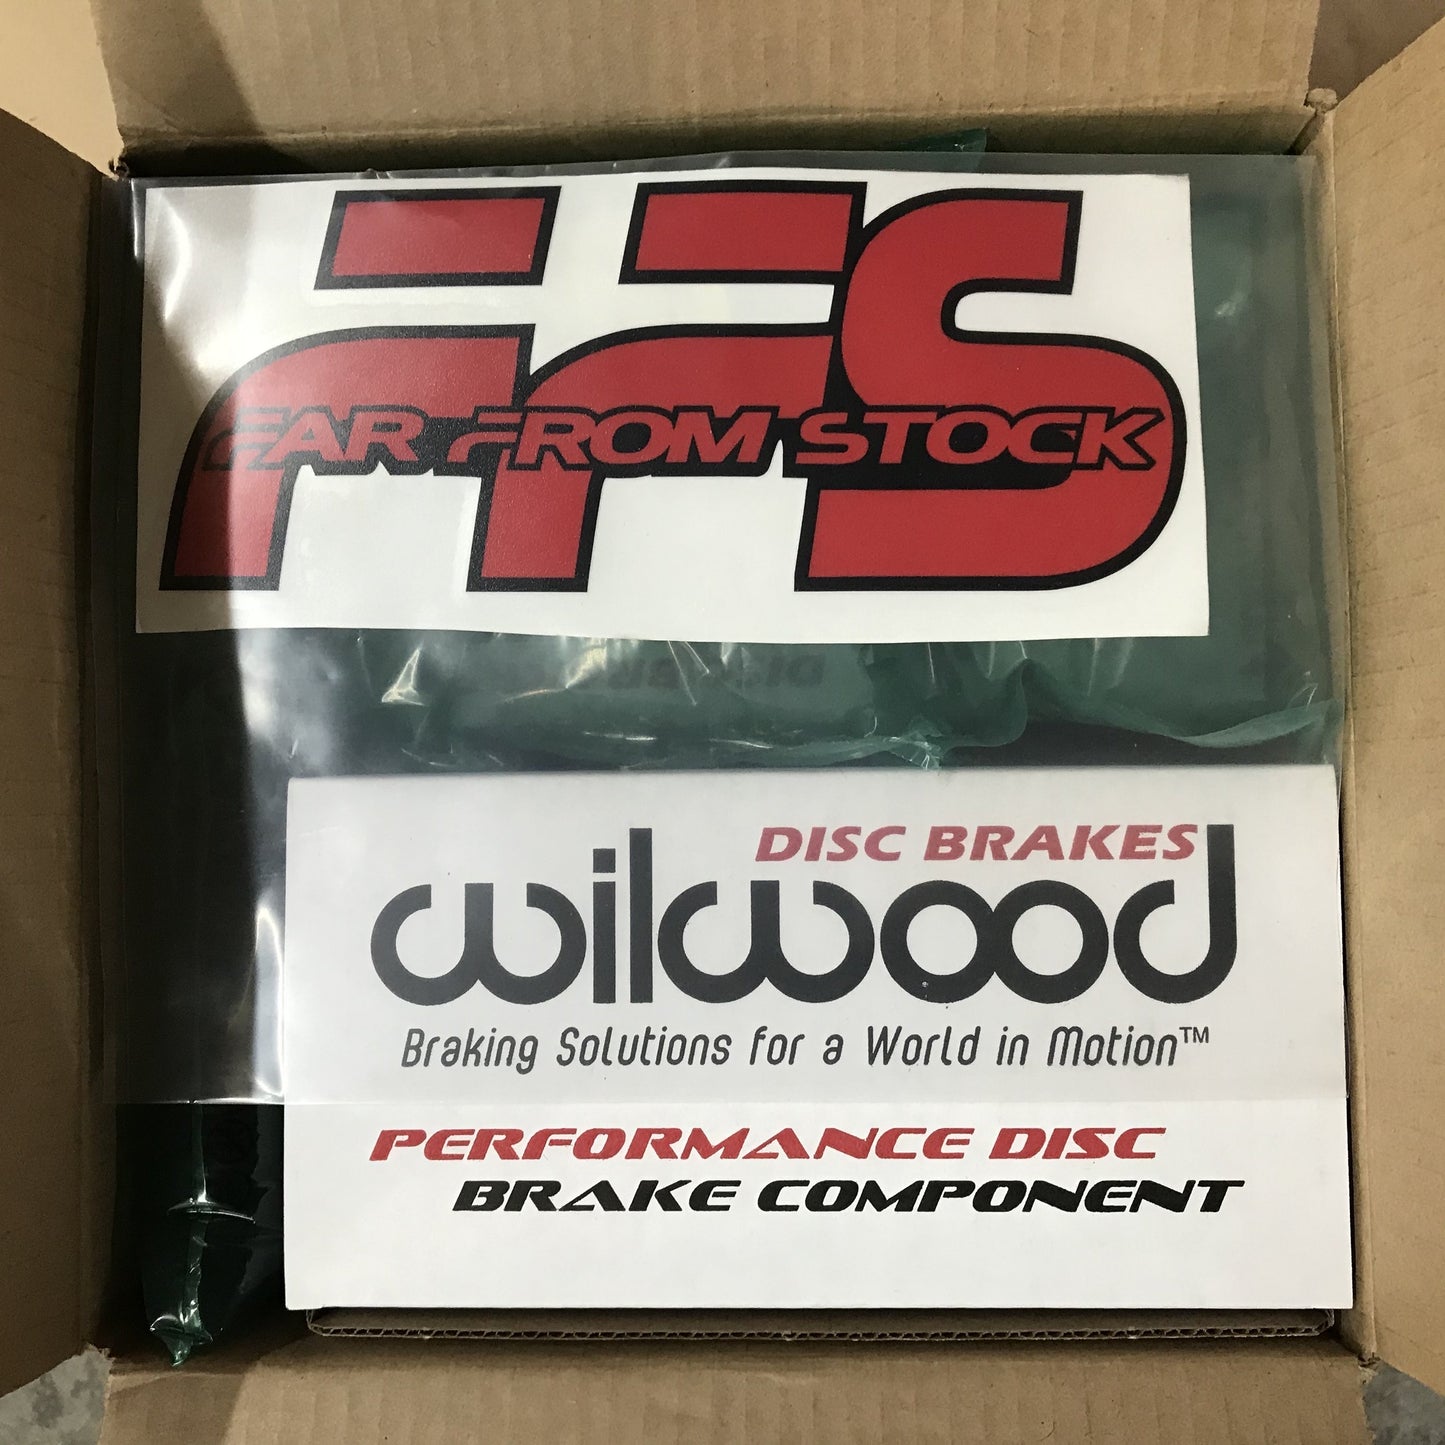 FFS
FAR FROM STOCK
DISC BRAKES
wilwood
Braking Solutions for a World in Motion™
PERFORMANCE DISC
BRAKE COMPONENT